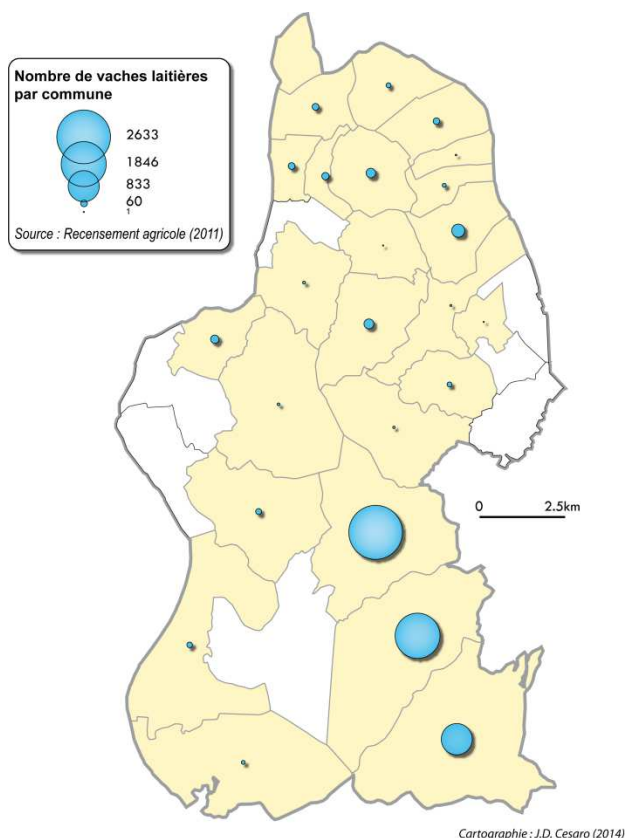 Nombre de vaches laitières
par commune
2633
1846
833
60
1
Source : Recensement agricole (2011)
0 2.5km
Cartographie : J.D. Cesaro (2014)